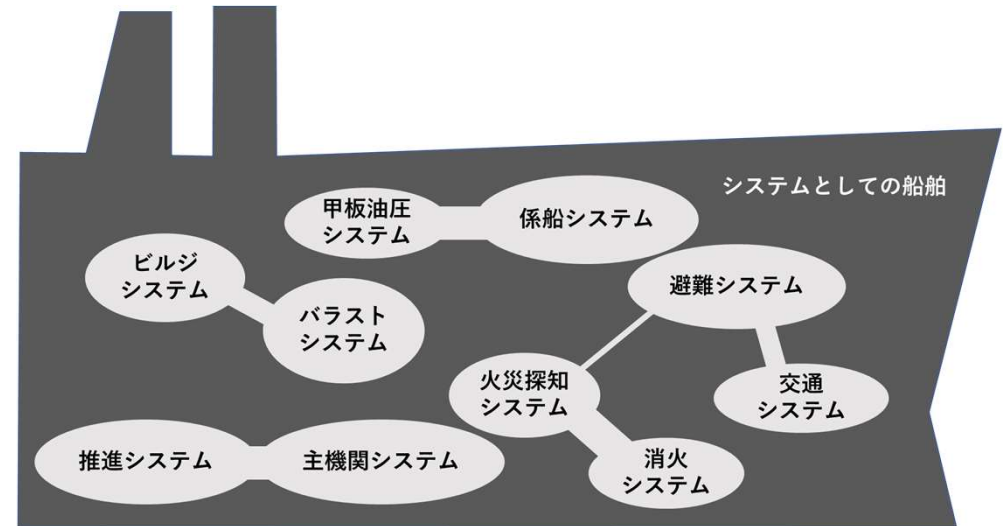 システムとしての船舶
甲板油圧
システム
係船システム
ビルジ
システム
避難システム
バラスト
システム
火災探知
システム
交通
システム
推進システム
主機関システム
消火
システム